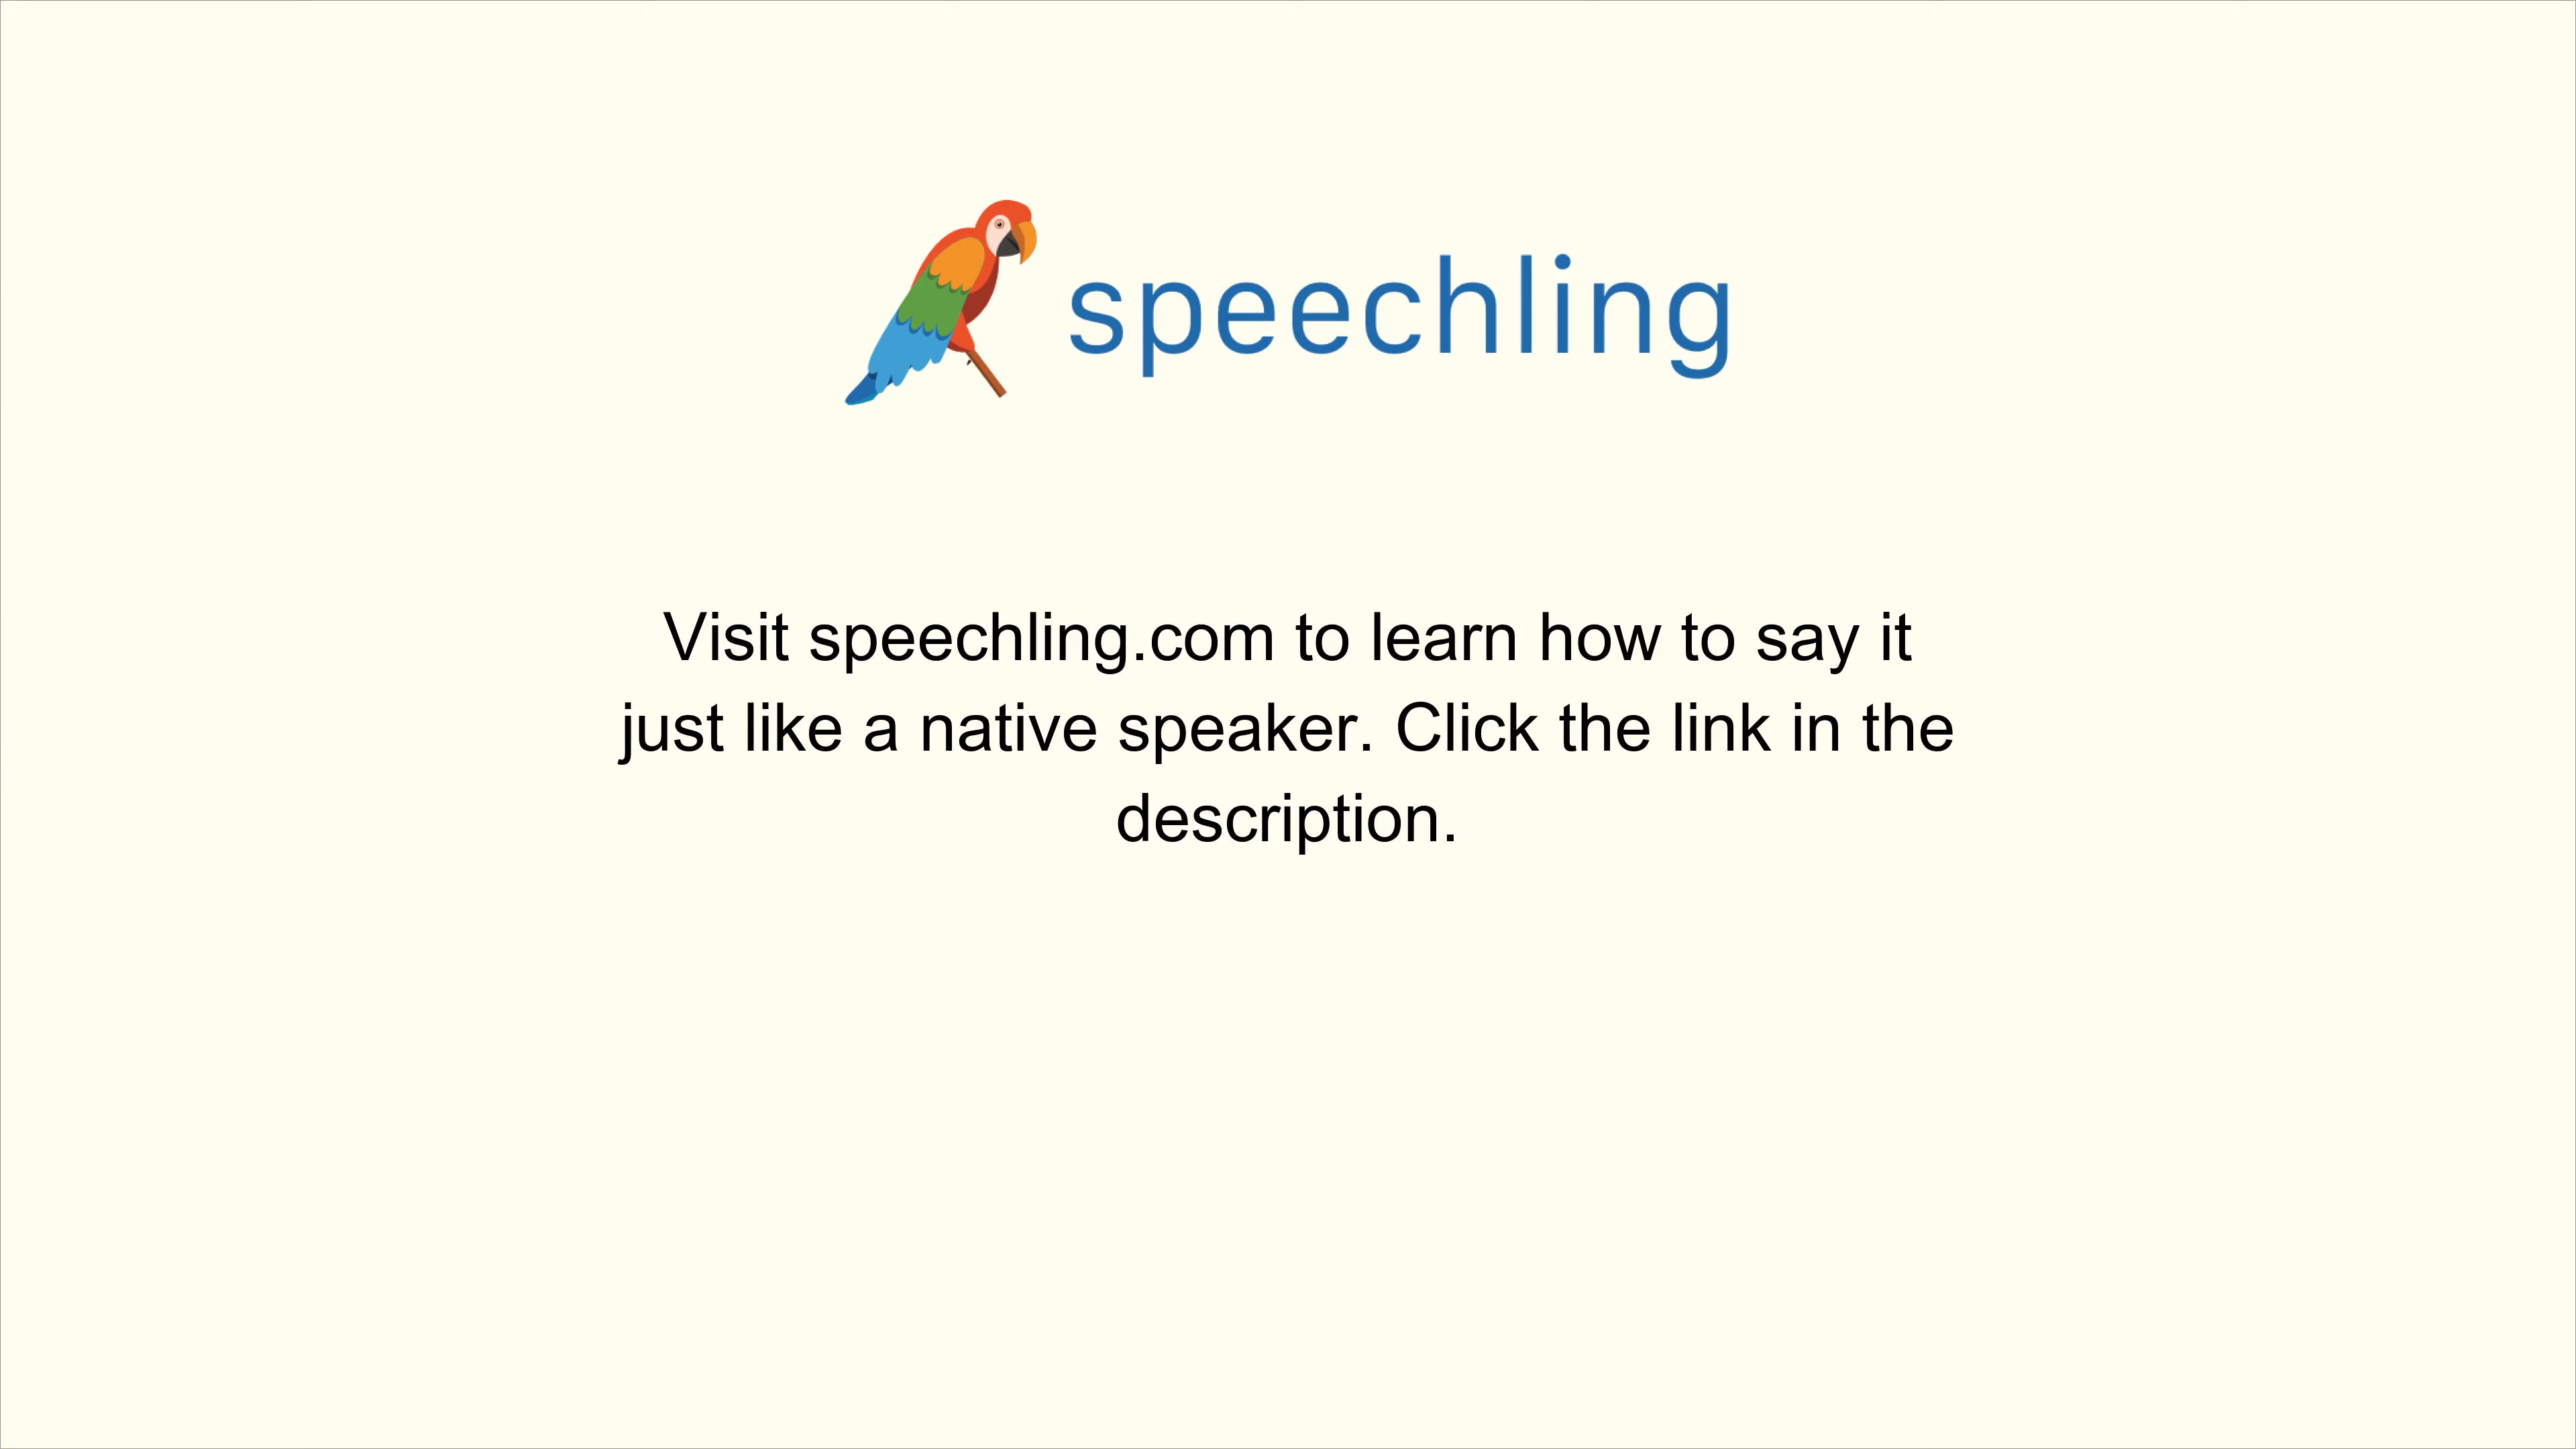 speechling
Visit speechling.com to learn how to say it
just like a native speaker. Click the link in the
description.